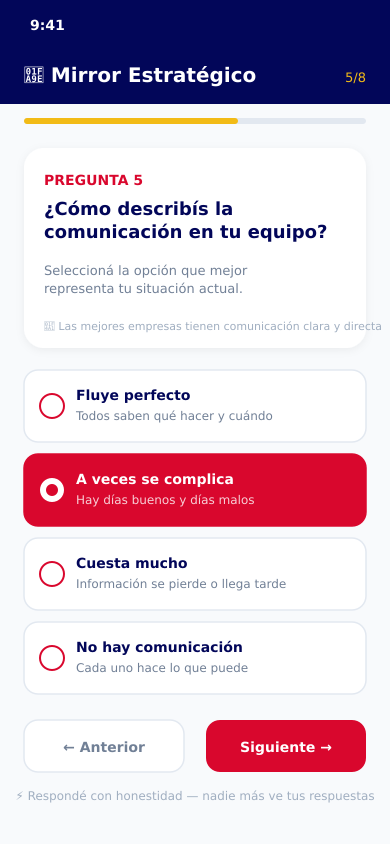 9:41
Mirror Estratégico
5/8
PREGUNTA 5
¿Cómo describís la
comunicación en tu equipo?
Seleccioná la opción que mejor
representa tu situación actual.
Las mejores empresas tienen comunicación clara y directa
Fluye perfecto
Todos saben qué hacer y cuándo
A veces se complica
Hay días buenos y días malos
Cuesta mucho
Información se pierde o llega tarde
No hay comunicación
Cada uno hace lo que puede
← Anterior
Siguiente →
⚡ Respondé con honestidad — nadie más ve tus respuestas